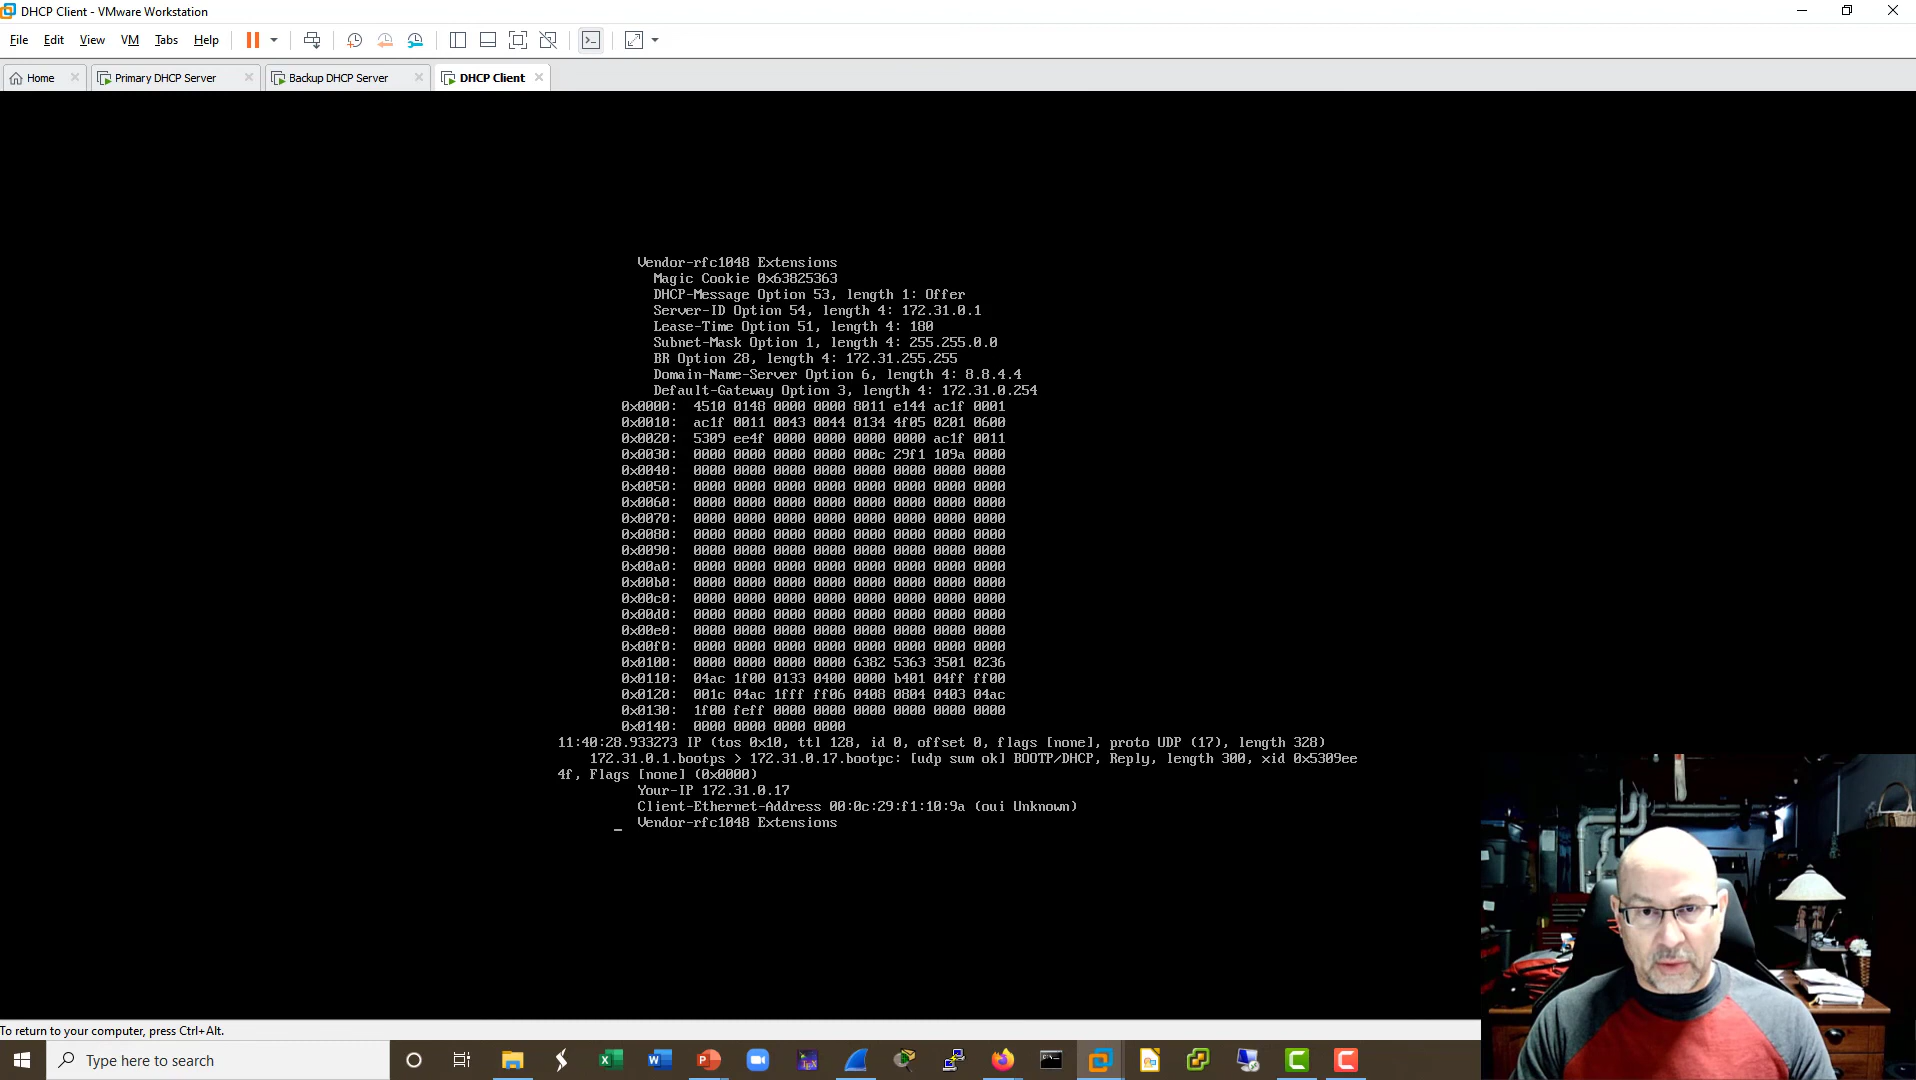 DHCP Client - VMware Workstation
File Edit View VM Tabs Help
Home Primary DHCP Server Backup DHCP Server DHCP Client
Vendor-rfc1048 Extensions
Magic Cookie 0x63825363
DHCP-Message Option 53, length 1: Offer
Server-ID Option 54, length 4: 172.31.0.1
Lease-Time Option 51, length 4: 180
Subnet-Mask Option 1, length 4: 255.255.0.0
BR Option 28, length 4: 172.31.255.255
Domain-Name-Server Option 6, length 4: 8.8.4.4
Default-Gateway Option 3, length 4: 172.31.0.254
0x0000: 4510 0148 0000 0000 8011 e144 ac1f 0001
0x0010: ac1f 0011 0043 0044 0134 4f05 0201 0600
0x0020: 5309 ee4f 0000 0000 0000 0000 ac1f 0011
0x0030: 0000 0000 0000 0000 000c 29f1 109a 0000
0x0040: 0000 0000 0000 0000 0000 0000 0000 0000
0x0050: 0000 0000 0000 0000 0000 0000 0000 0000
0x0060: 0000 0000 0000 0000 0000 0000 0000 0000
0x0070: 0000 0000 0000 0000 0000 0000 0000 0000
0x0080: 0000 0000 0000 0000 0000 0000 0000 0000
0x0090: 0000 0000 0000 0000 0000 0000 0000 0000
0x00a0: 0000 0000 0000 0000 0000 0000 0000 0000
0x00b0: 0000 0000 0000 0000 0000 0000 0000 0000
0x00c0: 0000 0000 0000 0000 0000 0000 0000 0000
0x00d0: 0000 0000 0000 0000 0000 0000 0000 0000
0x00e0: 0000 0000 0000 0000 0000 0000 0000 0000
0x00f0: 0000 0000 0000 0000 0000 0000 0000 0000
0x0100: 0000 0000 0000 0000 6382 5363 3501 0236
0x0110: 04ac 1f00 0133 0400 0000 b401 04ff ff00
0x0120: 001c 04ac 1fff ff06 0408 0804 0403 04ac
0x0130: 1f00 feff 0000 0000 0000 0000 0000 0000
0x0140: 0000 0000 0000 0000
11:40:28.933273 IP (tos 0x10, ttl 128, id 0, offset 0, flags [none], proto UDP (17), length 328)
172.31.0.1.bootps > 172.31.0.17.bootpc: [udp sum ok] BOOTP/DHCP, Reply, length 300, xid 0x5309ee
4f, Flags [none] (0x0000)
Your-IP 172.31.0.17
Client-Ethernet-Address 00:0c:29:f1:10:9a (oui Unknown)
Vendor-rfc1048 Extensions
To return to your computer, press Ctrl+Alt.
Type here to search